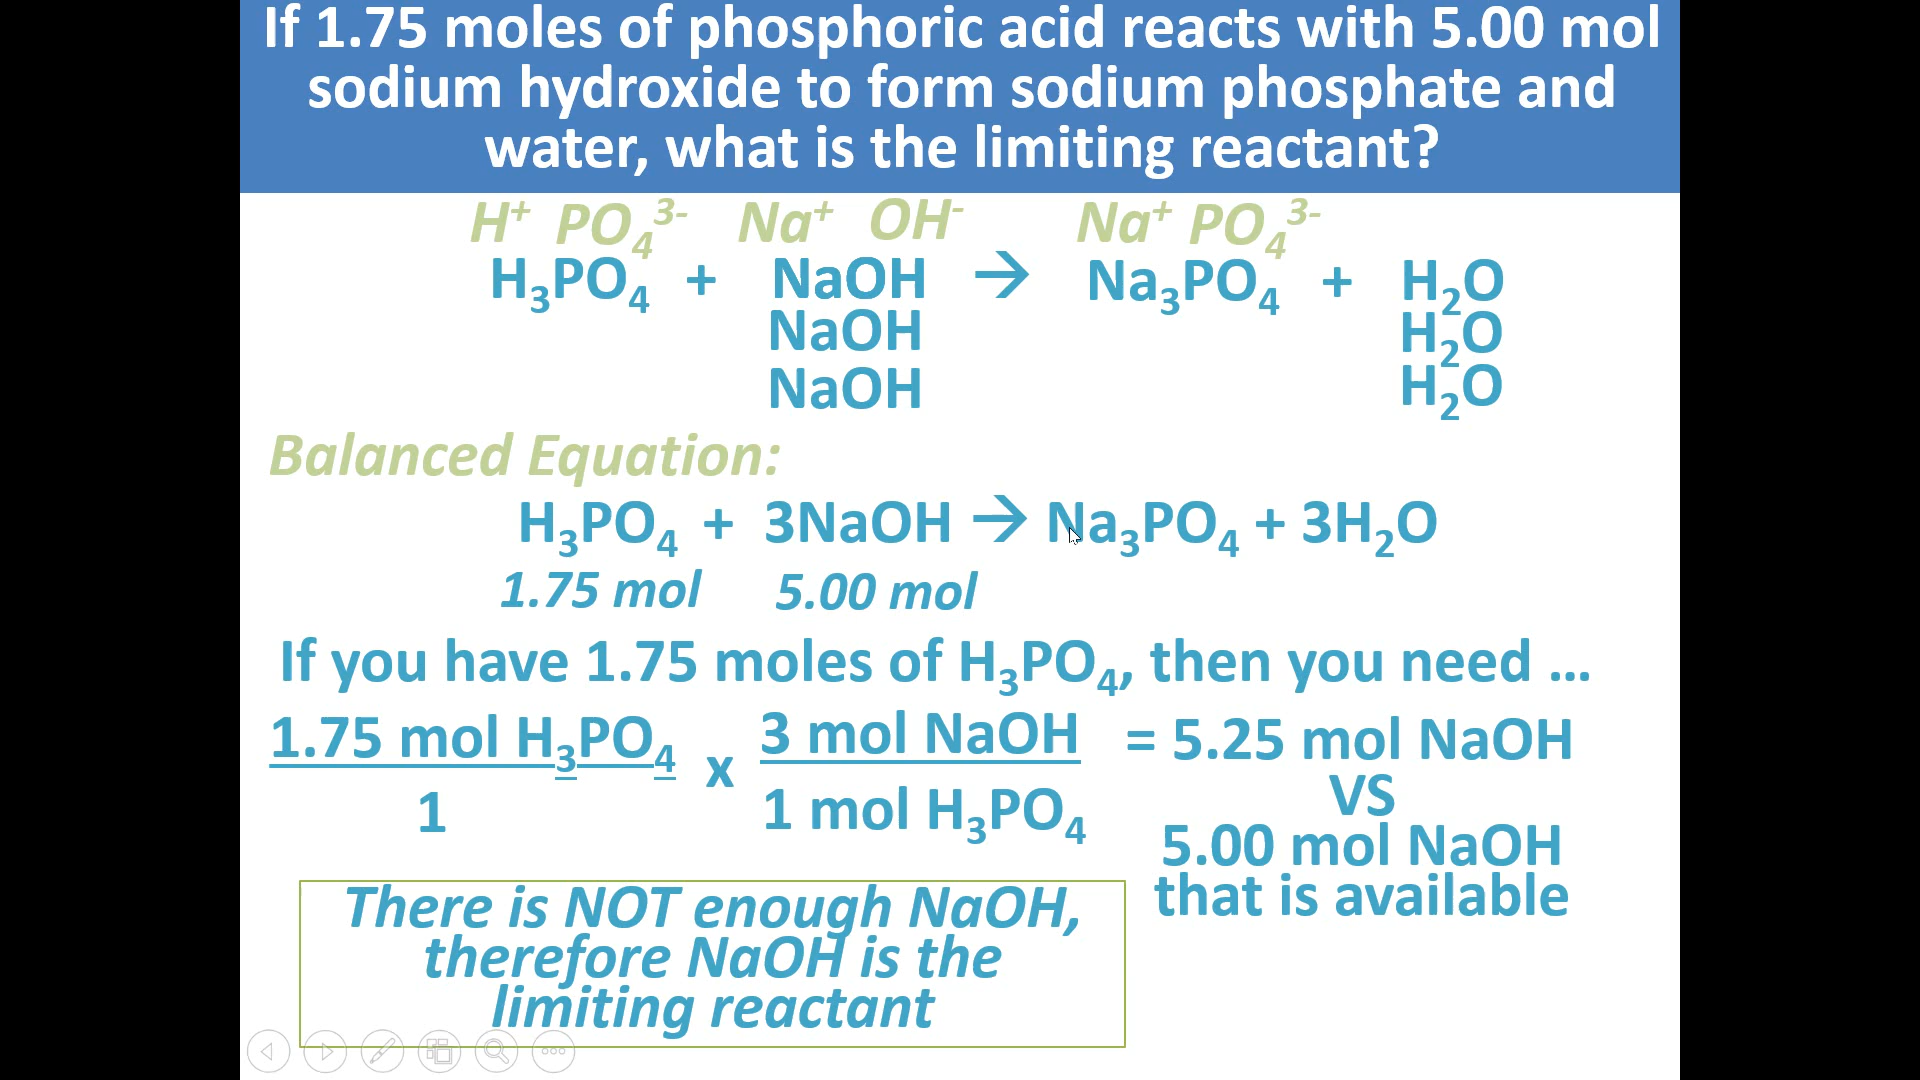 If 1.75 moles of phosphoric acid reacts with 5.00 mol
sodium hydroxide to form sodium phosphate and
water, what is the limiting reactant?
H⁺ PO₄³⁻ Na⁺ OH⁻ Na⁺ PO₄³⁻
H₃PO₄ + NaOH → Na₃PO₄ + H₂O
NaOH H₂O
NaOH H₂O
Balanced Equation:
H₃PO₄ + 3NaOH → Na₃PO₄ + 3H₂O
1.75 mol 5.00 mol
If you have 1.75 moles of H₃PO₄, then you need ...
1.75 mol H₃PO₄ x 3 mol NaOH = 5.25 mol NaOH
1 1 mol H₃PO₄ VS
5.00 mol NaOH
that is available
There is NOT enough NaOH,
therefore NaOH is the
limiting reactant